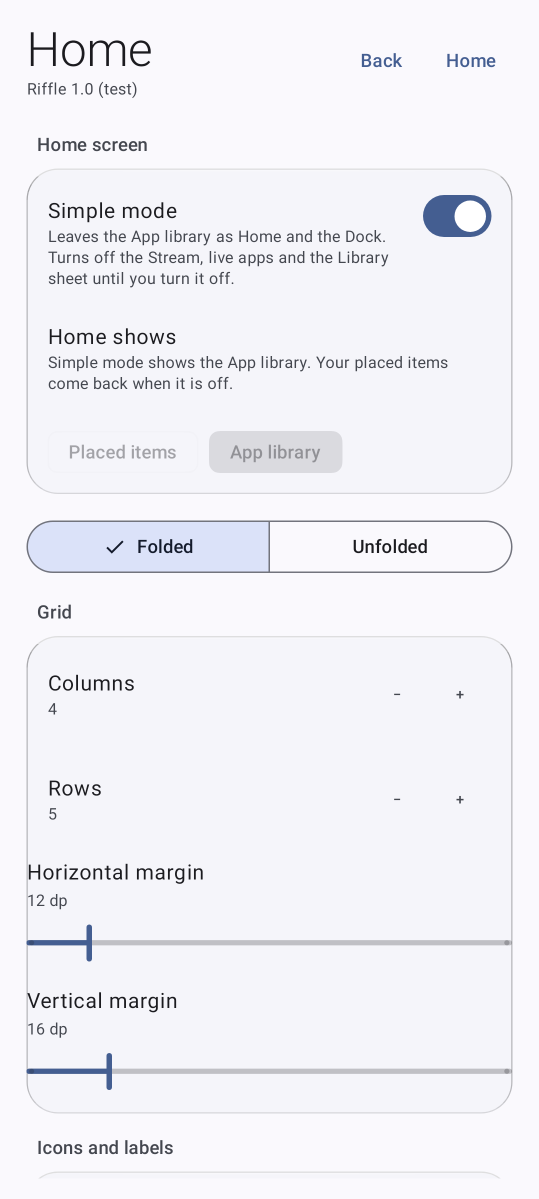 Home
Back
Home
Riffle 1.0 (test)
Home screen
Simple mode
Leaves the App library as Home and the Dock.
Turns off the Stream, live apps and the Library
sheet until you turn it off.
Home shows
Simple mode shows the App library. Your placed items
come back when it is off.
Placed items
App library
Folded
Unfolded
Grid
Columns
4
-
+
Rows
5
-
+
Horizontal margin
12 dp
Vertical margin
16 dp
Icons and labels